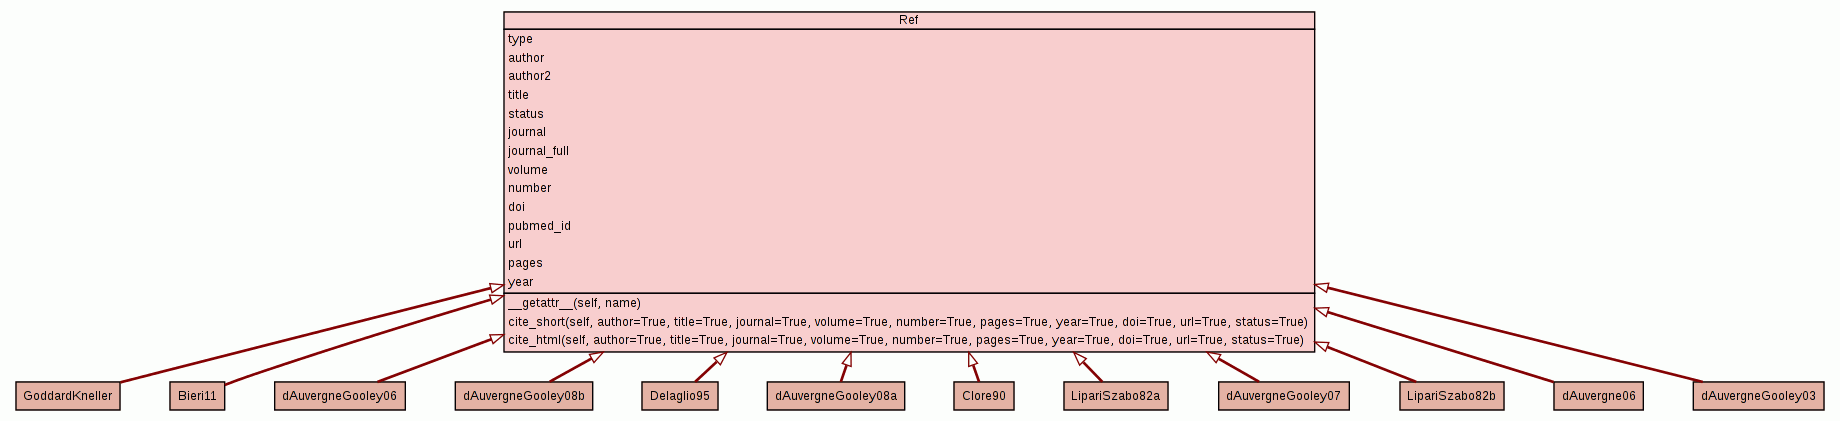 Ref
type
author
author2
title
status
journal
journal_full
volume
number
doi
pubmed_id
url
pages
year
__getattr__(self, name)
cite_short(self, author=True, title=True, journal=True, volume=True, number=True, pages=True, year=True, doi=True, url=True, status=True)
cite_html(self, author=True, title=True, journal=True, volume=True, number=True, pages=True, year=True, doi=True, url=True, status=True)
GoddardKneller
Bieri11
dAuvergneGooley06
dAuvergneGooley08b
Delaglio95
dAuvergneGooley08a
Clore90
LipariSzabo82a
dAuvergneGooley07
LipariSzabo82b
dAuvergne06
dAuvergneGooley03